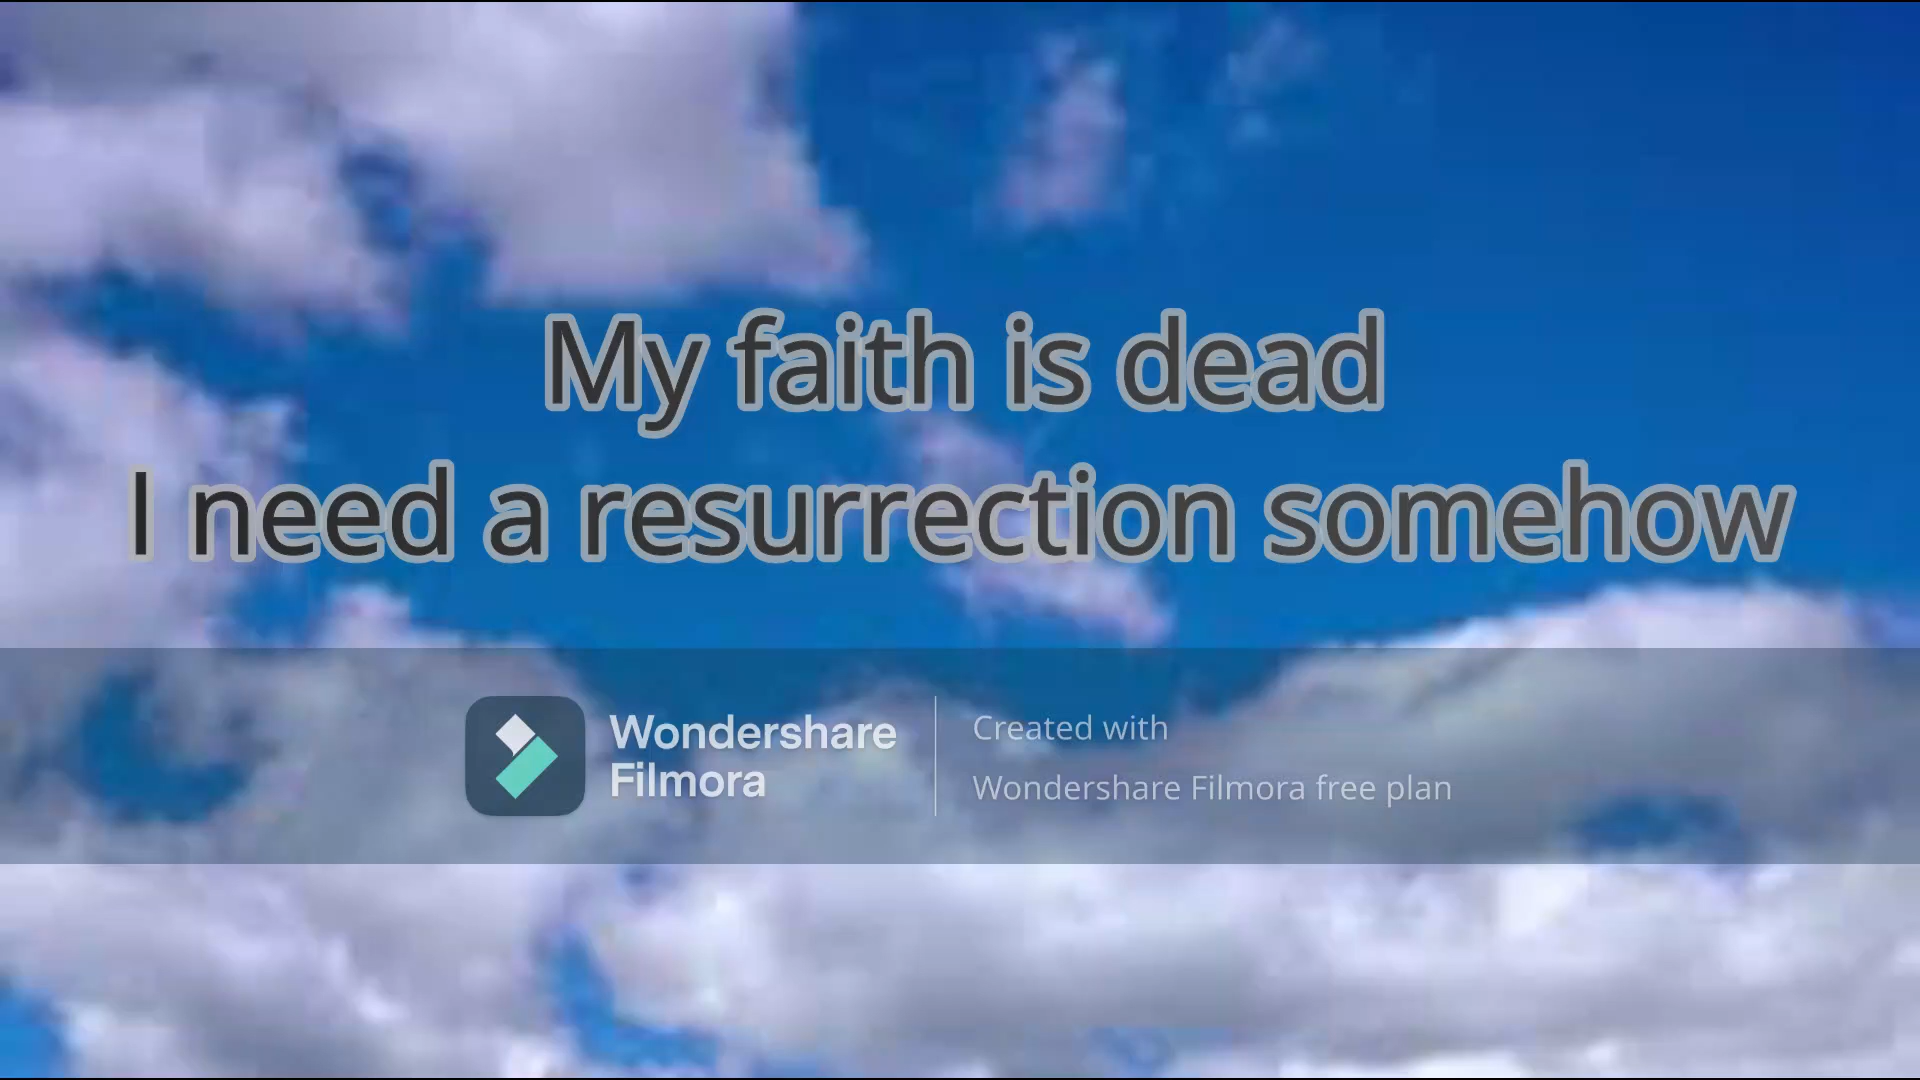 My faith is dead
I need a resurrection somehow
Wondershare
Filmora
Created with
Wondershare Filmora free plan